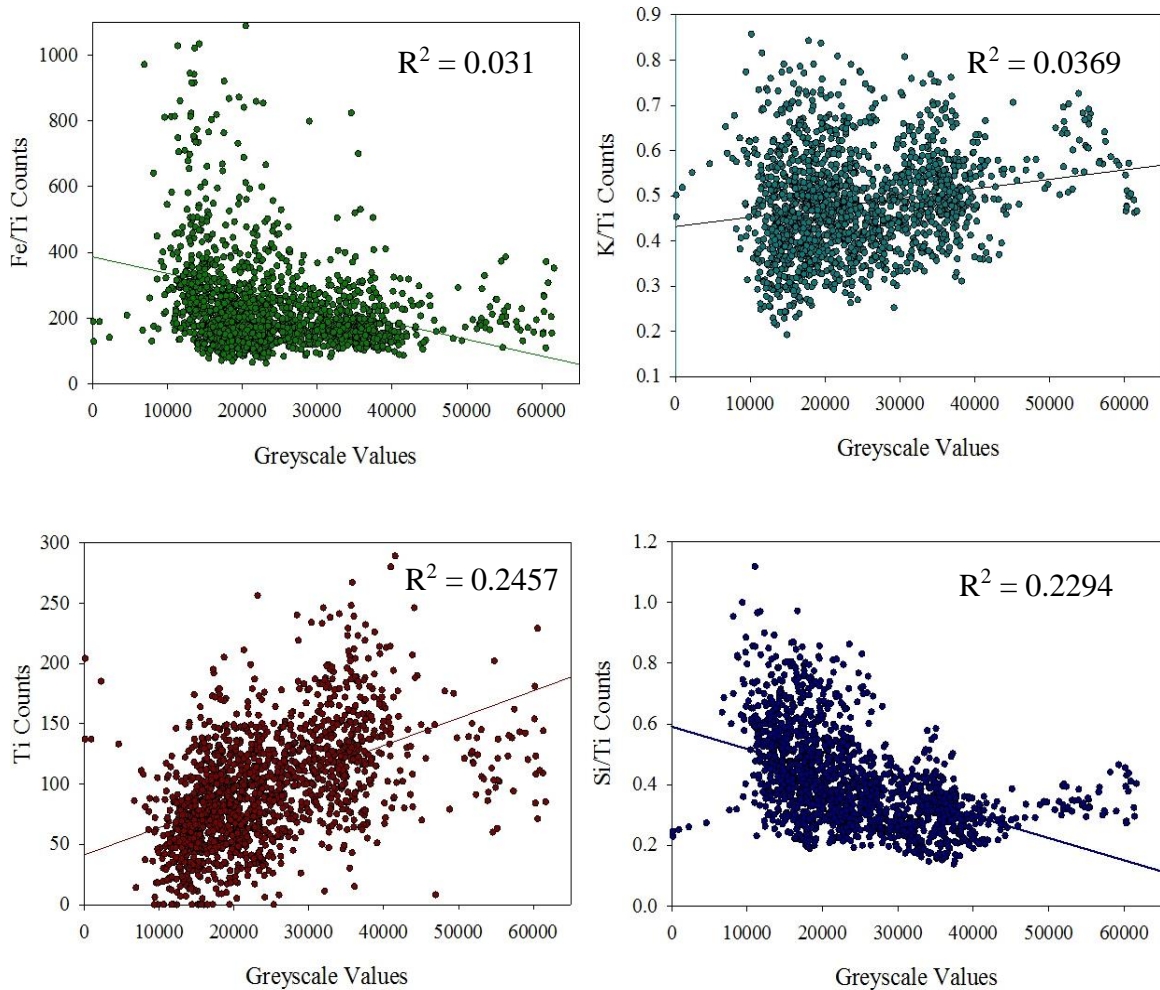 R² = 0.031
1000
800
600
400
200
0
Fe/Ti Counts
0 10000 20000 30000 40000 50000 60000
Greyscale Values
R² = 0.0369
0.9
0.8
0.7
0.6
0.5
0.4
0.3
0.2
0.1
K/Ti Counts
0 10000 20000 30000 40000 50000 60000
Greyscale Values
R² = 0.2457
300
250
200
150
100
50
0
Ti Counts
0 10000 20000 30000 40000 50000 60000
Greyscale Values
R² = 0.2294
1.2
1.0
0.8
0.6
0.4
0.2
0.0
Si/Ti Counts
0 10000 20000 30000 40000 50000 60000
Greyscale Values